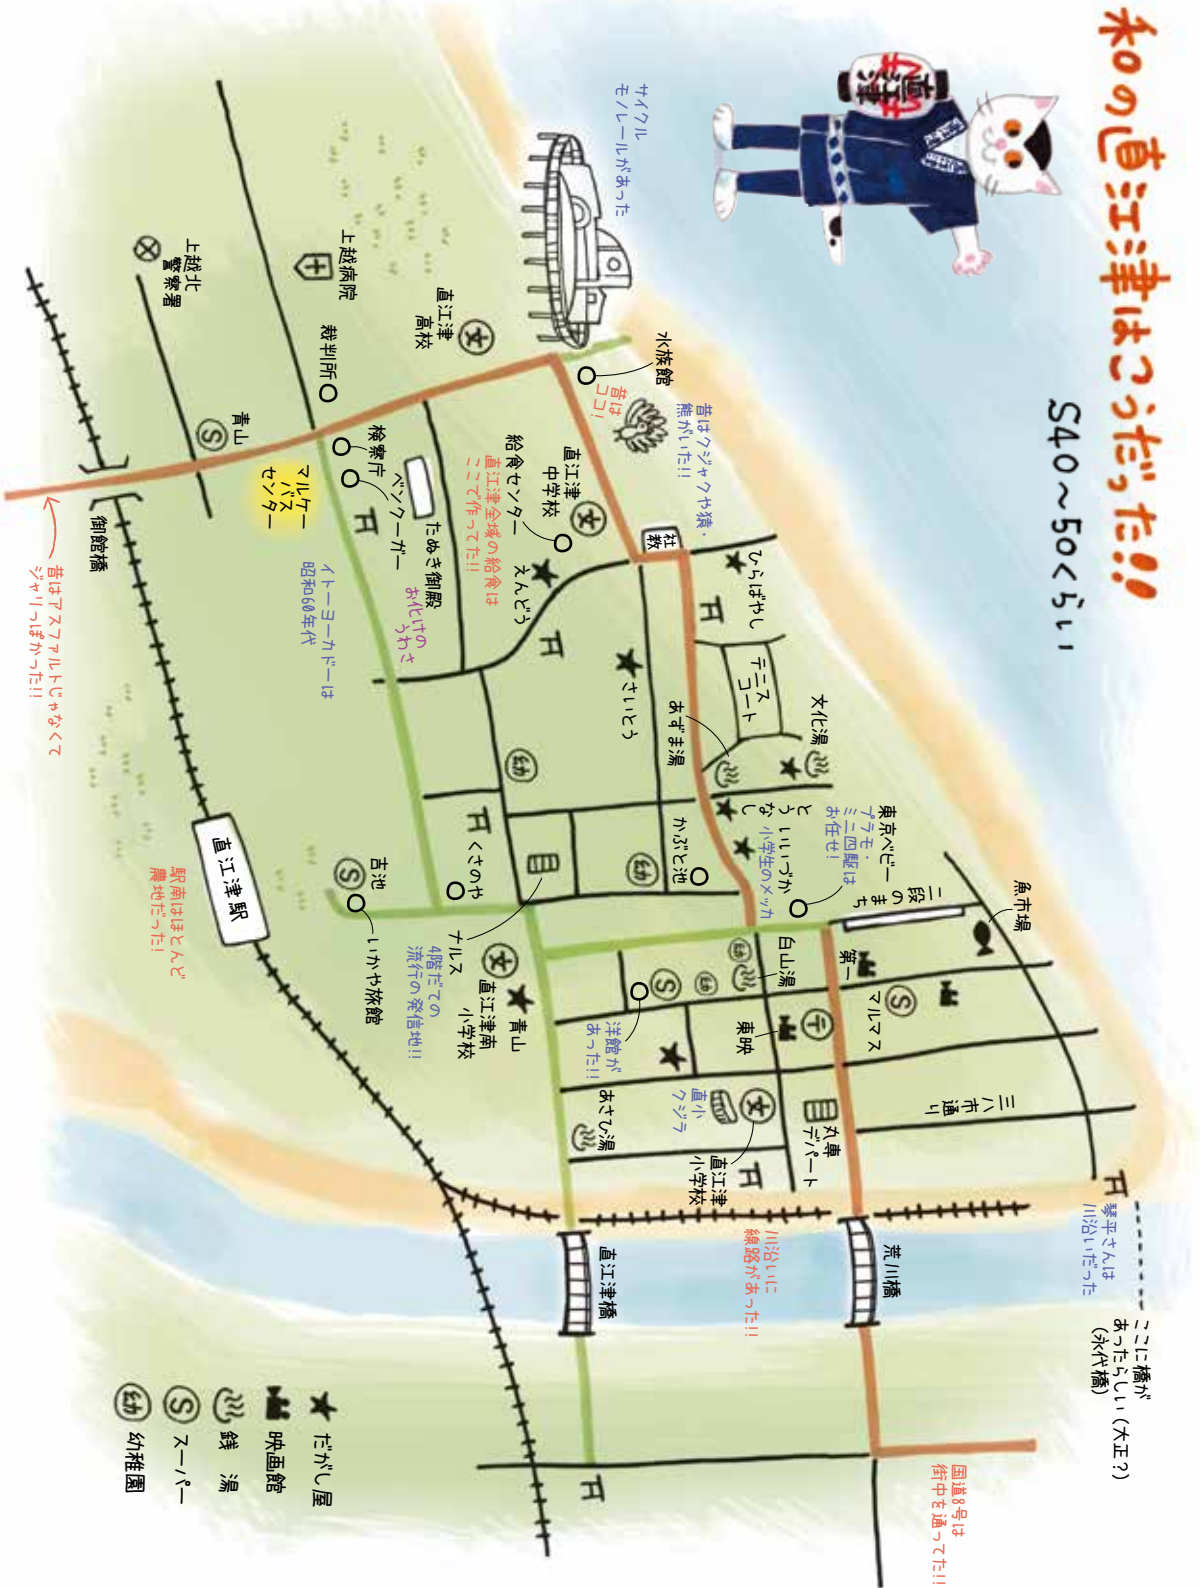 和の直江津はこうだった!!
S40～50くらい
直江津
サイクル
モノレールがあった
水族館
昔は
ココ!
昔はクジャクや猿・
熊がいた!!
直江津
高校
上越病院
裁判所
上越北
警察署
青山
検察庁
ベンクーガー
マルケー
バス
センター
御館橋
昔はアスファルトじゃなくて
ジャリっぽかった!!
イトーヨーカドーは
昭和60年代
たぬき御殿
お化けの
うわさ
直江津
中学校
給食センター
直江津全域の給食は
ここで作ってた!!
えんどう
社教
ひらばやし
テニス
コート
さいとう
あずま湯
文化湯
とうなし
いいづか
小学生のメッカ
東京ベビー
プラモ・
ミニ四駆は
お任せ!
かぶと池
二段のまち
魚市場
くさのや
ナルス
4階だての
流行の発信地!!
吉池
いかや旅館
直江津駅
駅南はほとんど
農地だった!
直江津南
小学校
青山
白山湯
第一
マルマス
東映
洋館が
あった!!
直小
クジラ
直江津
小学校
あさひ湯
丸専
デパート
三八市
通り
琴平さんは
川沿いだった
ここに橋が
あったらしい(大正?)
(永代橋)
荒川橋
直江津橋
川沿いに
線路があった!!
国道8号は
街中を通ってた!!
だがし屋
映画館
銭湯
S スーパー
幼 幼稚園